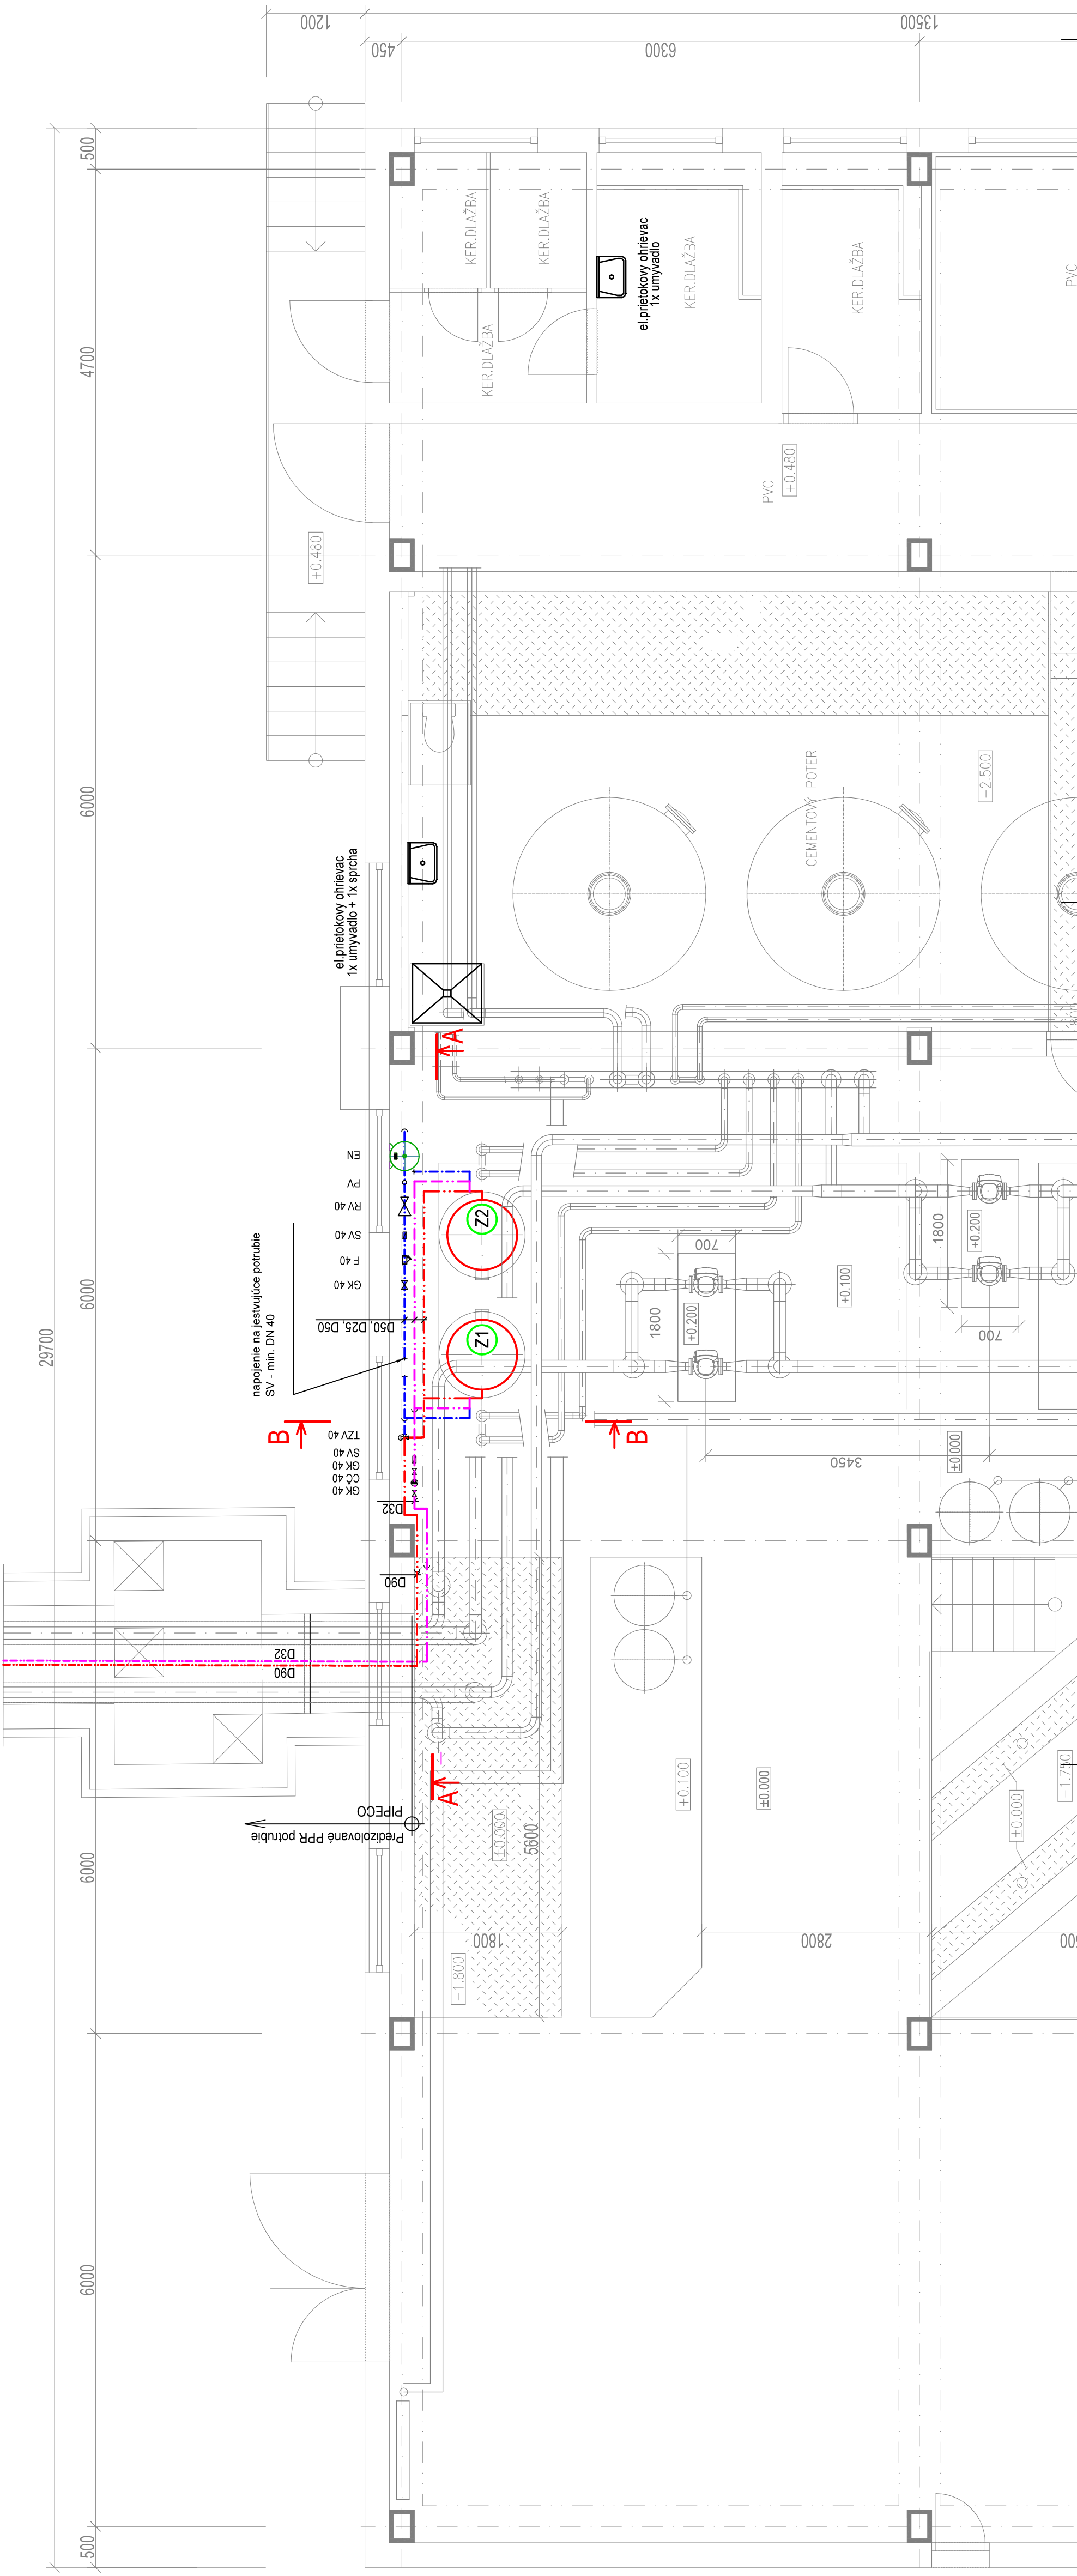 1200
13500
450
6300
500
4700
6000
6000
6000
6000
500
29700
KER.DLAŽBA
KER.DLAŽBA
KER.DLAŽBA
el.prietokovy ohrievac
1x umyvadlo
KER.DLAŽBA
KER.DLAŽBA
PVC
PVC
+0.480
+0.480
CEMENTOVÝ POTER
-2.500
el.prietokovy ohrievac
1x umyvadlo + 1x sprcha
A
EN
PV
RV 40
SV 40
F 40
GK 40
napojenie na jestvujúce potrubie
SV - min. DN 40
D50, D25, D50
Z2
Z1
700
1800
+0.200
+0.100
1800
+0.200
700
B
B
TZV 40
SV 40
GK 40
CČ 40
GK 40
D32
D90
3450
±0.000
D32
D90
A
Predizolované PPR potrubie
PIPECO
±0.000
5600
+0.100
±0.000
-1.750
±0.000
1800
2800
-1.800